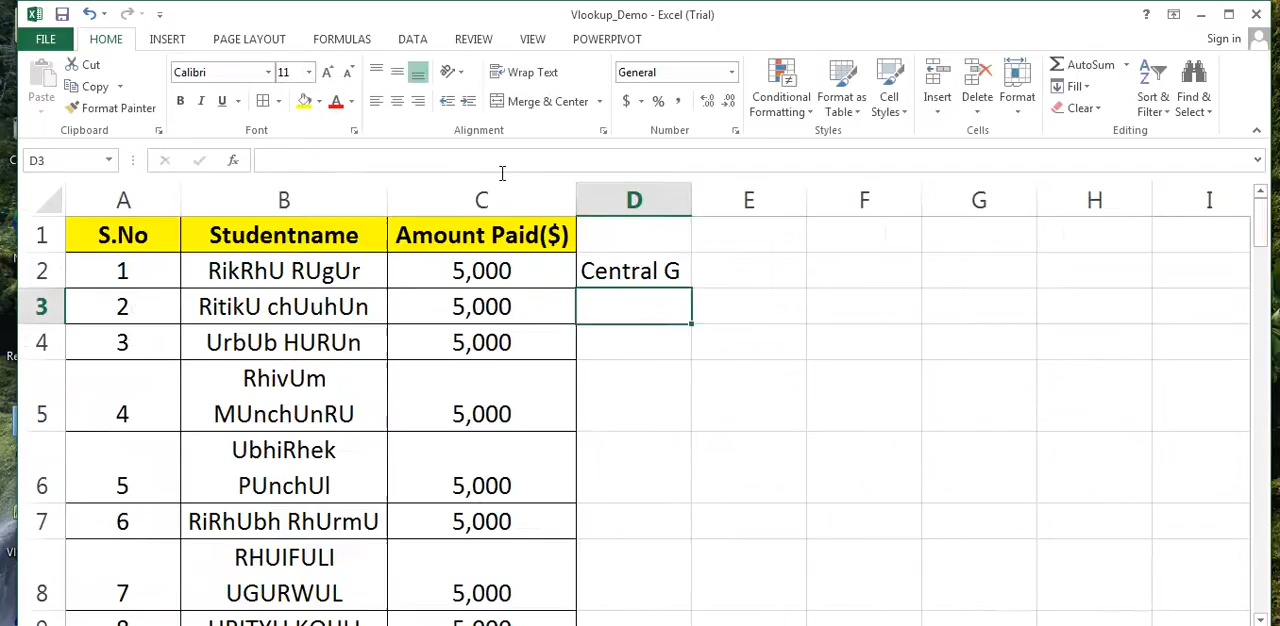 Vlookup_Demo - Excel (Trial)
?
FILE
HOME
INSERT
PAGE LAYOUT
FORMULAS
DATA
REVIEW
VIEW
POWERPIVOT
Sign in
Paste
Cut
Copy
Format Painter
Clipboard
Calibri
11
B I U
Font
Wrap Text
Merge & Center
Alignment
General
$ % ,
Number
Conditional
Formatting
Format as
Table
Cell
Styles
Styles
Insert
Delete
Format
Cells
AutoSum
Fill
Clear
Sort &
Filter
Find &
Select
Editing
D3
fx
A B C D E F G H I
1 S.No Studentname Amount Paid($)
2 1 RikRhU RUgUr 5,000 Central G
3 2 RitikU chUuhUn 5,000
4 3 UrbUb HURUn 5,000
RhivUm
5 4 MUnchUnRU 5,000
UbhiRhek
6 5 PUnchUl 5,000
7 6 RiRhUbh RhUrmU 5,000
RHUIFULI
8 7 UGURWUL 5,000